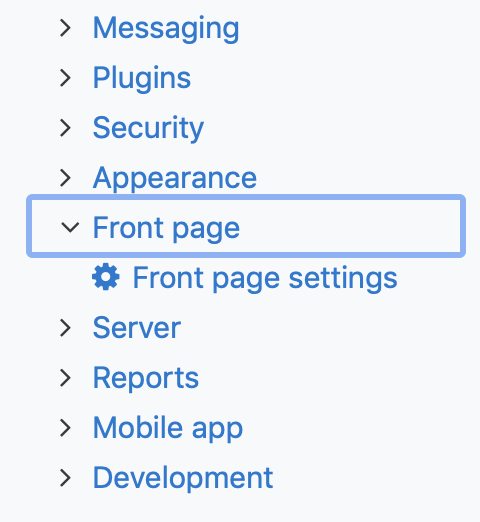 Messaging
Plugins
Security
Appearance
Front page
Front page settings
Server
Reports
Mobile app
Development